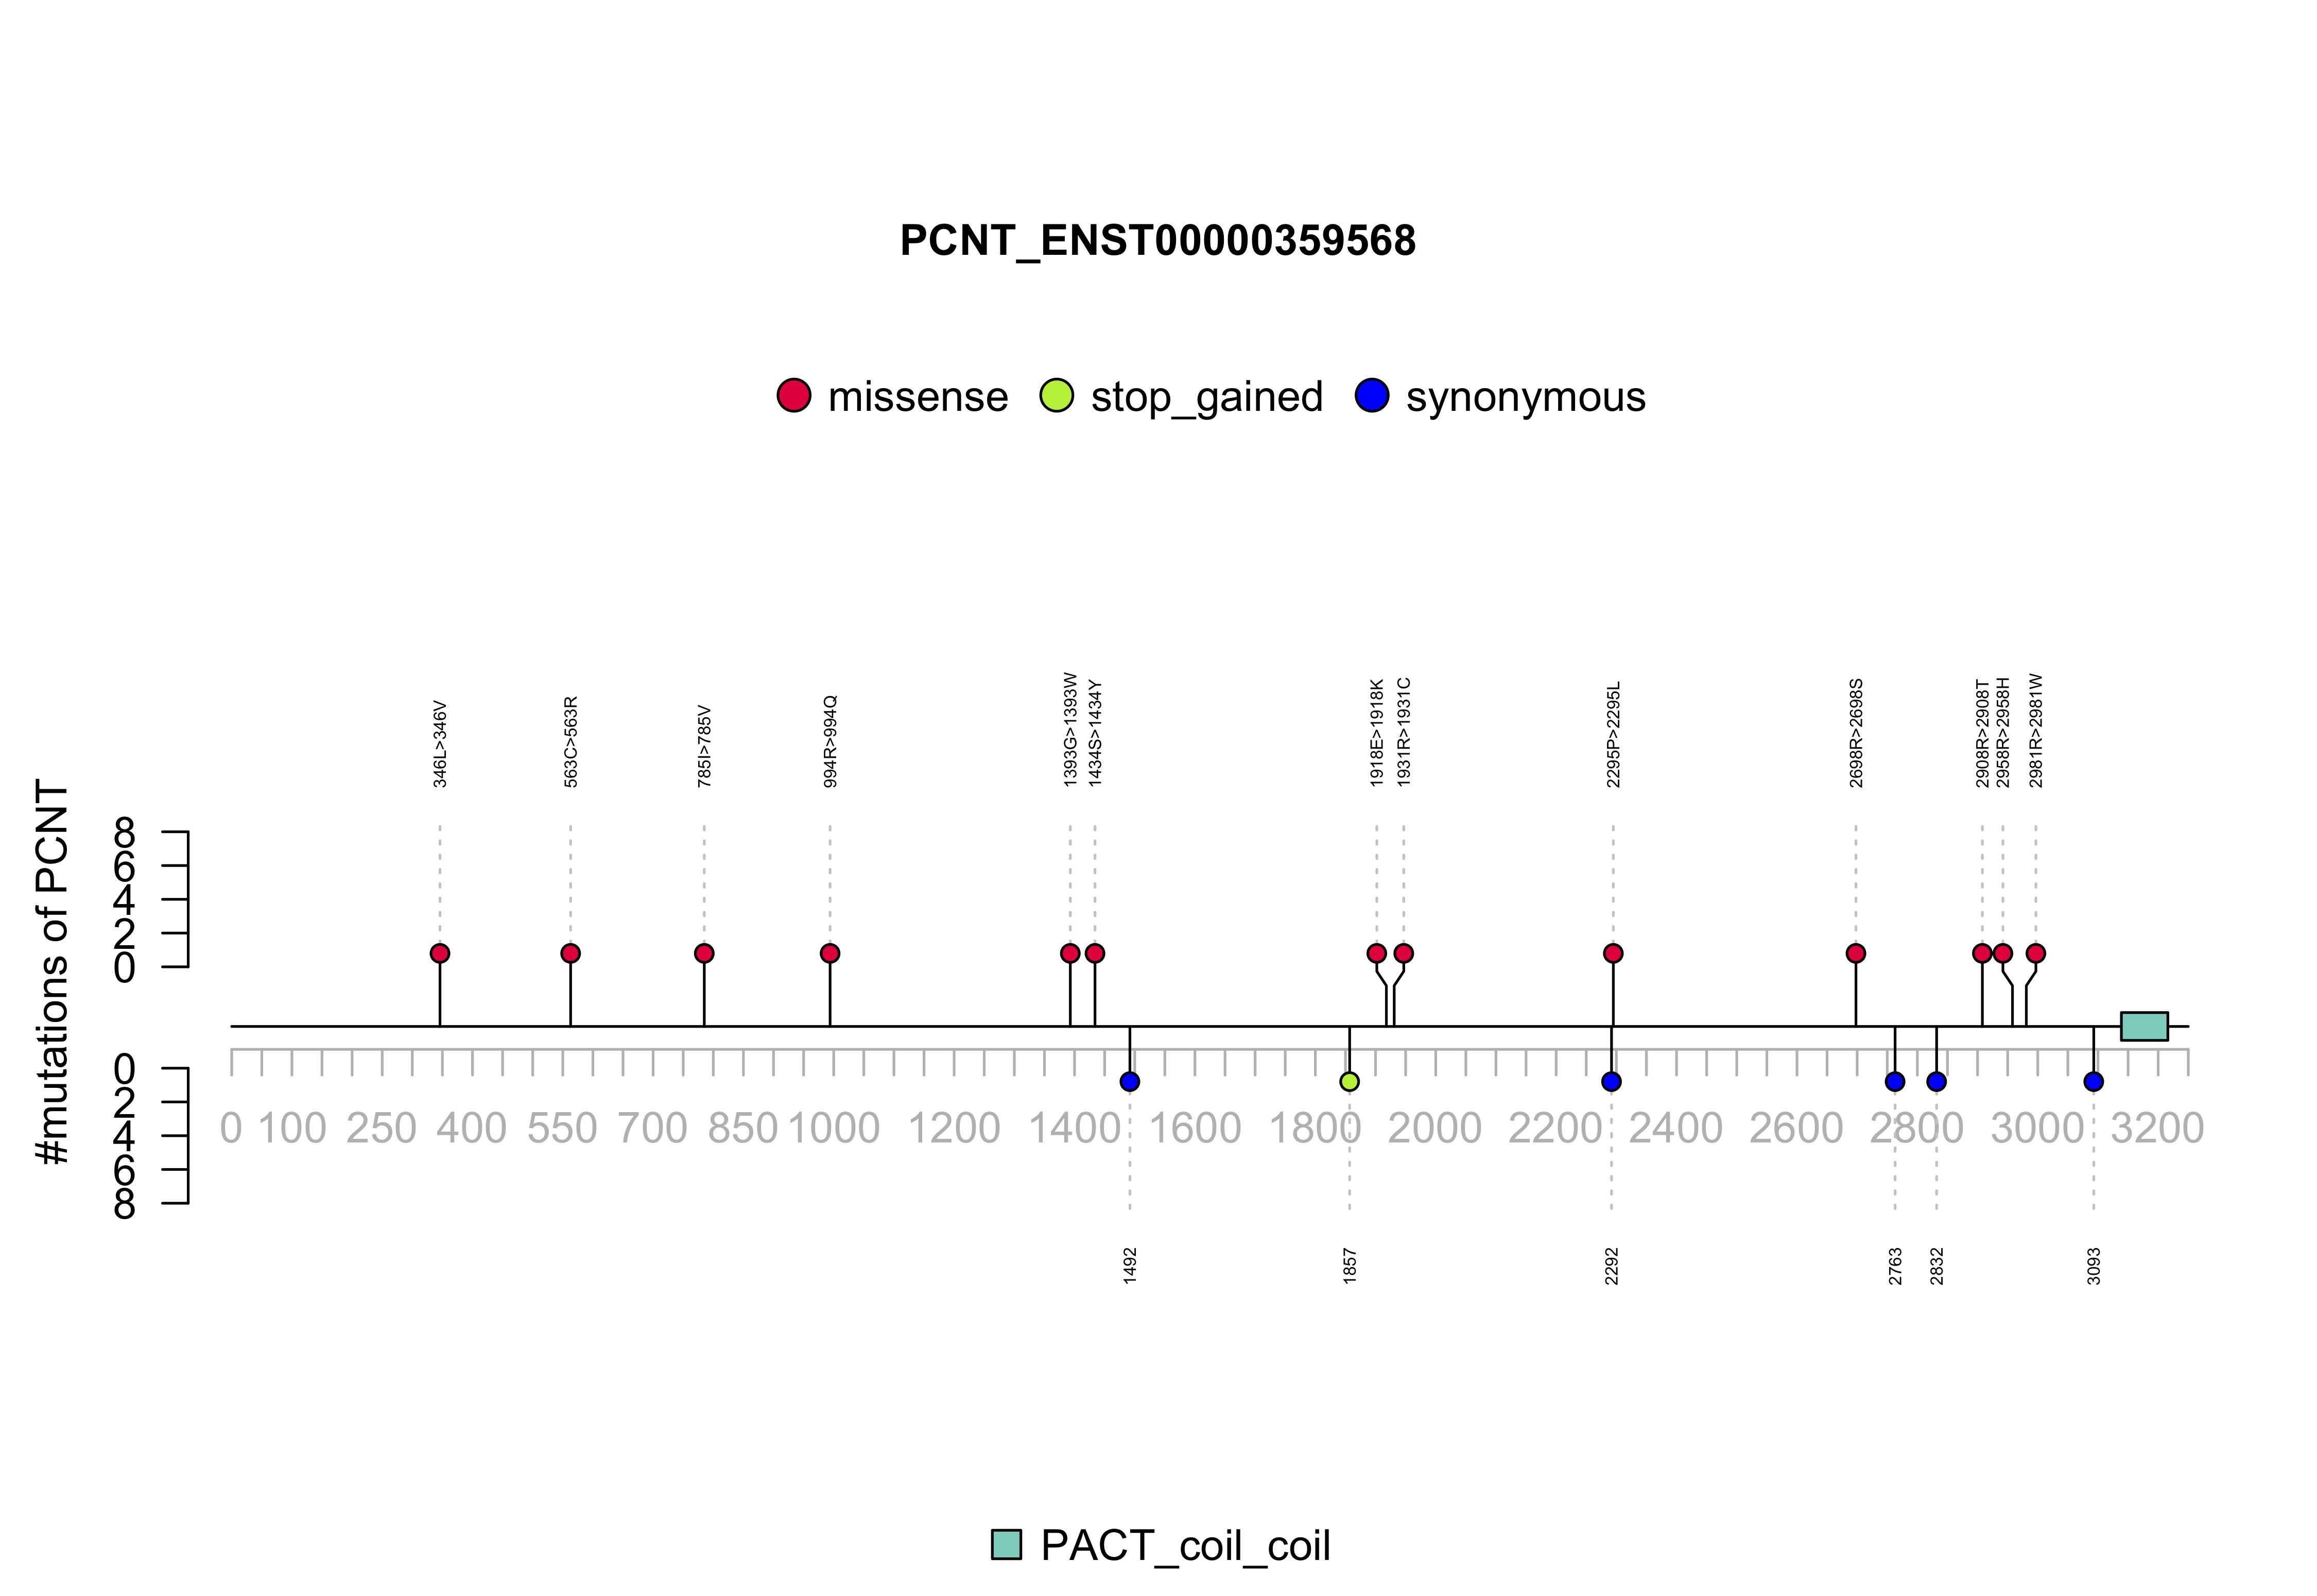 PCNT_ENST00000359568
missense stop_gained synonymous
346L>346V
563C>563R
785I>785V
994R>994Q
1393G>1393W
1434S>1434Y
1918E>1918K
1931R>1931C
2295P>2295L
2698R>2698S
2908R>2908T
2958R>2958H
2981R>2981W
#mutations of PCNT
8
6
4
2
0
0
2
4
6
8
0 100 250 400 550 700 850 1000 1200 1400 1600 1800 2000 2200 2400 2600 2800 3000 3200
1492
1857
2292
2763
2832
3093
PACT_coil_coil